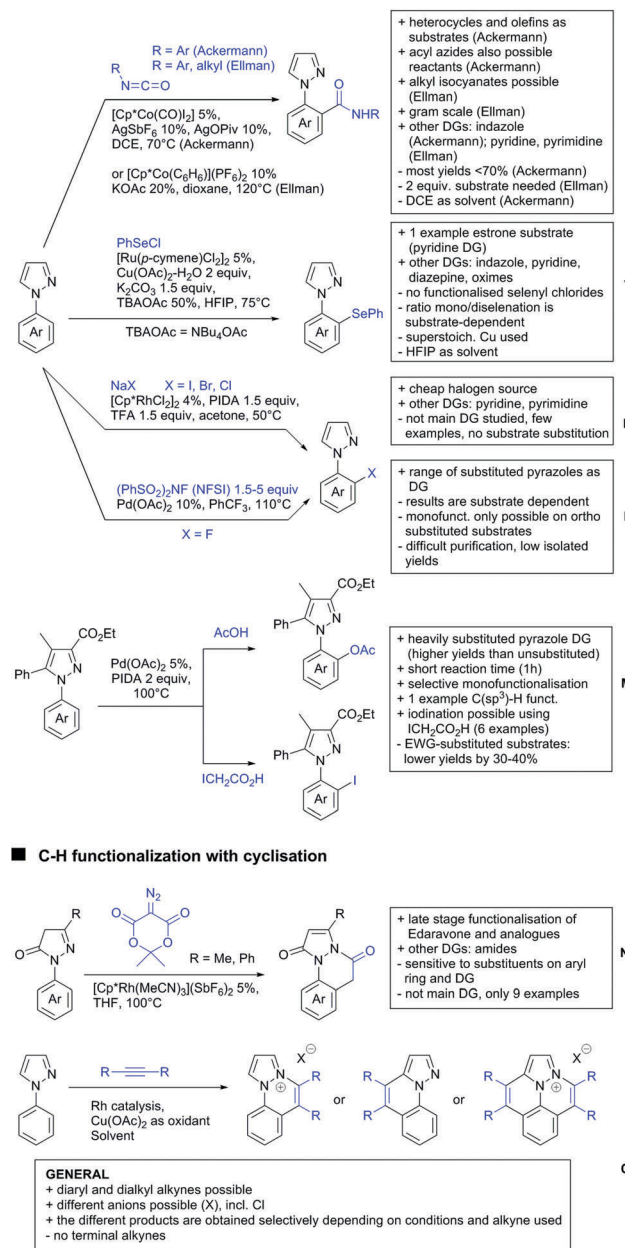 R = Ar (Ackermann)
R = Ar, alkyl (Ellman)
R
N=C=O
[Cp*Co(CO)I₂] 5%,
AgSbF₆ 10%, AgOPiv 10%,
DCE, 70°C (Ackermann)
or [Cp*Co(C₆H₆)](PF₆)₂ 10%
KOAc 20%, dioxane, 120°C (Ellman)
N
N
O
NHR
Ar
+ heterocycles and olefins as
substrates (Ackermann)
+ acyl azides also possible
reactants (Ackermann)
+ alkyl isocyanates possible
(Ellman)
+ gram scale (Ellman)
+ other DGs: indazole
(Ackermann); pyridine, pyrimidine
(Ellman)
- most yields <70% (Ackermann)
- 2 equiv. substrate needed (Ellman)
- DCE as solvent (Ackermann)
N
N
Ar
PhSeCl
[Ru(p-cymene)Cl₂]₂ 5%,
Cu(OAc)₂-H₂O 2 equiv,
K₂CO₃ 1.5 equiv,
TBAOAc 50%, HFIP, 75°C
TBAOAc = NBu₄OAc
N
N
SePh
Ar
+ 1 example estrone substrate
(pyridine DG)
+ other DGs: indazole, pyridine,
diazepine, oximes
- no functionalised selenyl chlorides
- ratio mono/diselenation is
substrate-dependent
- superstoich. Cu used
- HFIP as solvent
NaX X = I, Br, Cl
[Cp*RhCl₂]₂ 4%, PIDA 1.5 equiv,
TFA 1.5 equiv, acetone, 50°C
+ cheap halogen source
+ other DGs: pyridine, pyrimidine
- not main DG studied, few
examples, no substrate substitution
N
N
X
Ar
(PhSO₂)₂NF (NFSI) 1.5-5 equiv
Pd(OAc)₂ 10%, PhCF₃, 110°C
X = F
+ range of substituted pyrazoles as
DG
- results are substrate dependent
- monofunct. only possible on ortho
substituted substrates
- difficult purification, low isolated
yields
CO₂Et
Ph
N
N
Ar
Pd(OAc)₂ 5%,
PIDA 2 equiv,
100°C
AcOH
CO₂Et
Ph
N
N
OAc
Ar
ICH₂CO₂H
CO₂Et
Ph
N
N
I
Ar
+ heavily substituted pyrazole DG
(higher yields than unsubstituted)
+ short reaction time (1h)
+ selective monofunctionalisation
+ 1 example C(sp³)-H funct.
+ iodination possible using
ICH₂CO₂H (6 examples)
- EWG-substituted substrates:
lower yields by 30-40%
■ C-H functionalization with cyclisation
R
O
N
N
Ar
N₂
O
O
O
O
R = Me, Ph
[Cp*Rh(MeCN)₃](SbF₆)₂ 5%,
THF, 100°C
R
O
N
N
O
Ar
+ late stage functionalisation of
Edaravone and analogues
+ other DGs: amides
- sensitive to substituents on aryl
ring and DG
- not main DG, only 9 examples
N
N
R
R
Rh catalysis,
Cu(OAc)₂ as oxidant
Solvent
X⊖
N
N
⊕
R
R
or
R
R
N
N
or
X⊖
N
N
⊕
R
R
R
R
GENERAL
+ diaryl and dialkyl alkynes possible
+ different anions possible (X), incl. Cl
+ the different products are obtained selectively depending on conditions and alkyne used
- no terminal alkynes